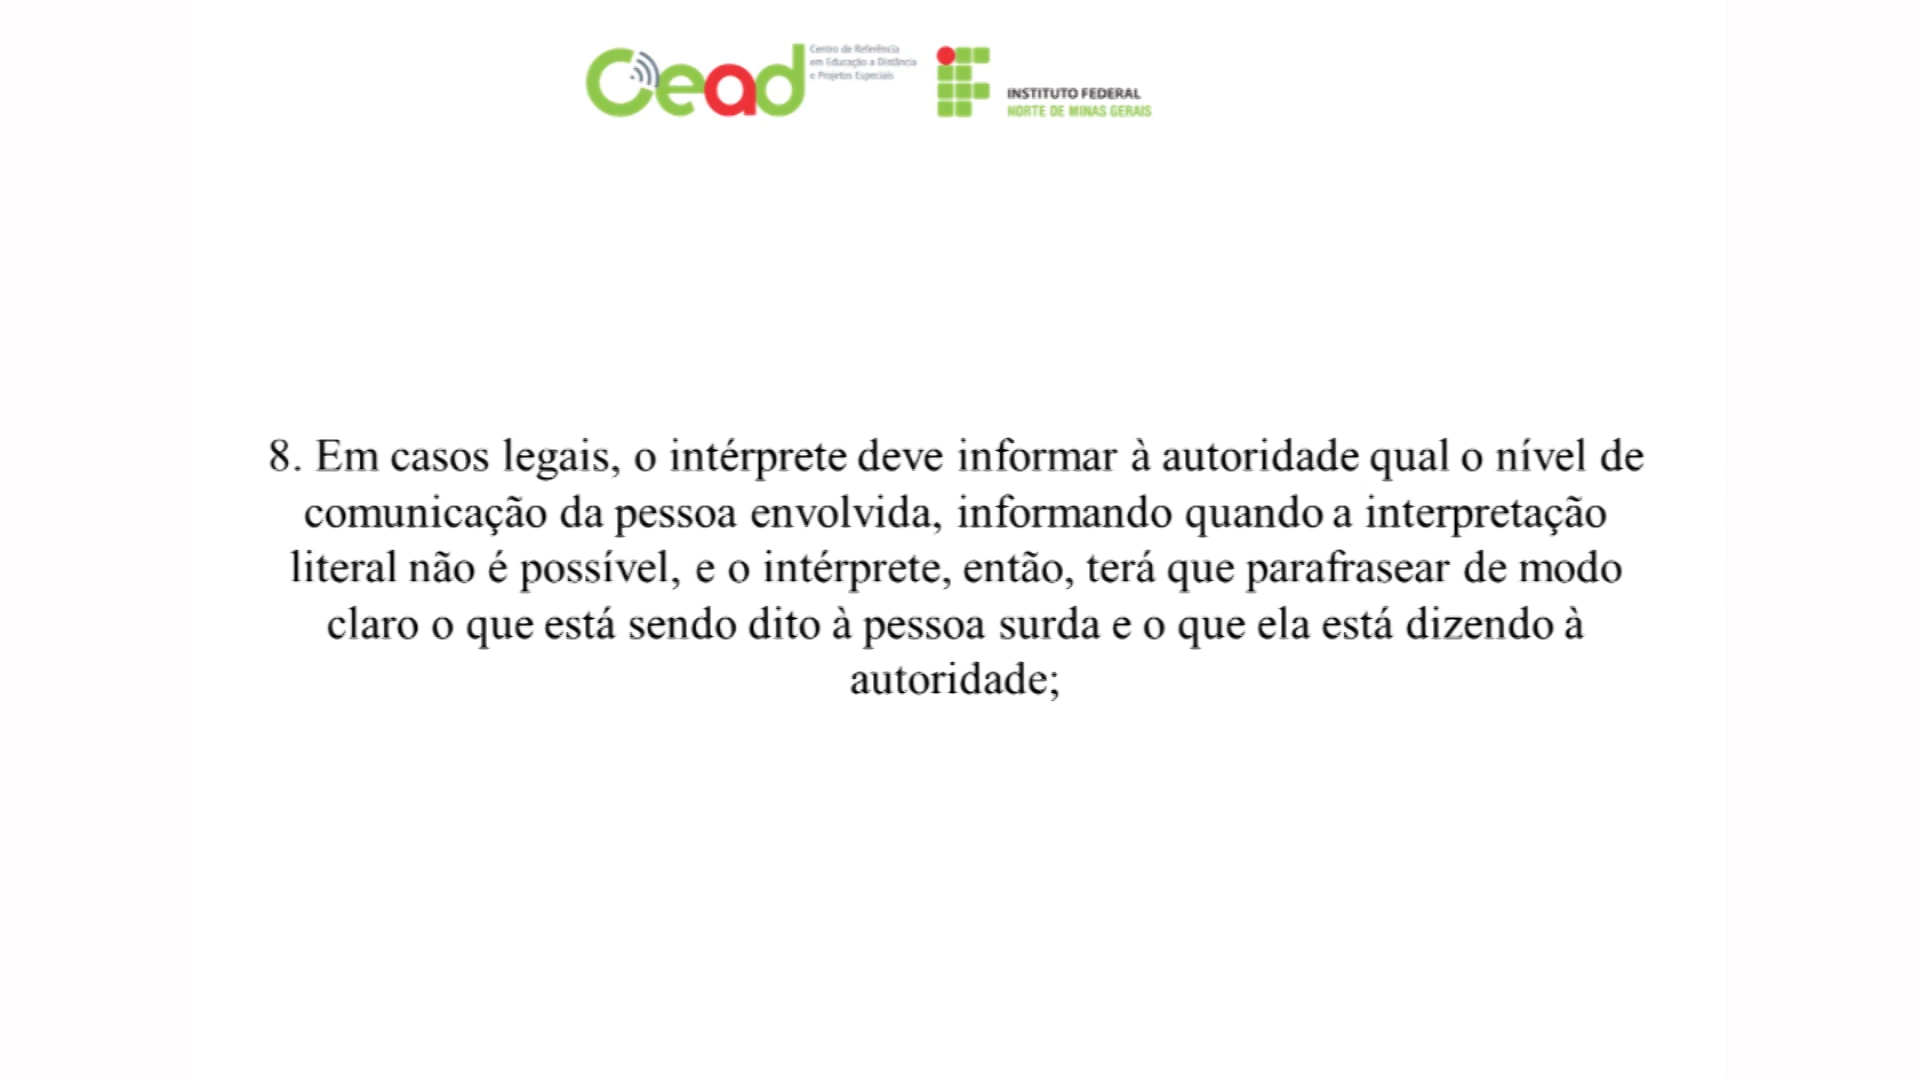 Cead
Centro de Referência
em Educação a Distância
e Projetos Especiais
INSTITUTO FEDERAL
NORTE DE MINAS GERAIS
8. Em casos legais, o intérprete deve informar à autoridade qual o nível de
comunicação da pessoa envolvida, informando quando a interpretação
literal não é possível, e o intérprete, então, terá que parafrasear de modo
claro o que está sendo dito à pessoa surda e o que ela está dizendo à
autoridade;